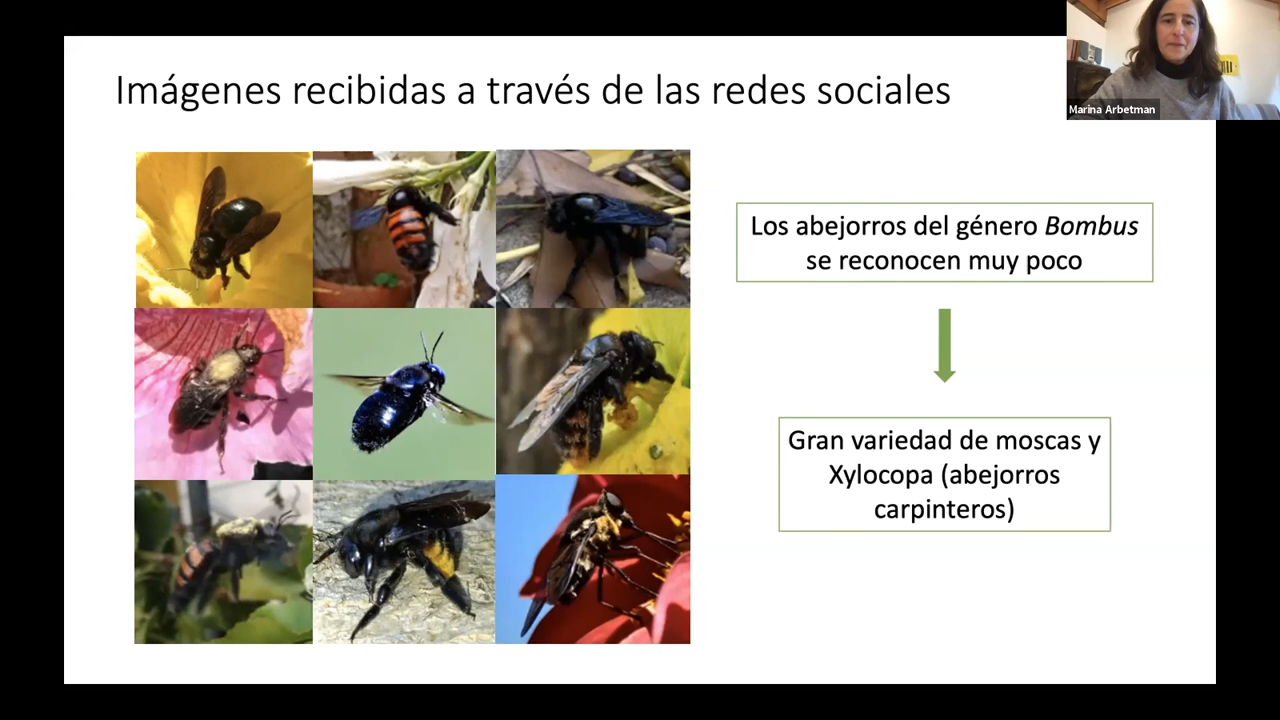 Imágenes recibidas a través de las redes sociales
Marina Arbetman
Los abejorros del género Bombus
se reconocen muy poco
Gran variedad de moscas y
Xylocopa (abejorros
carpinteros)